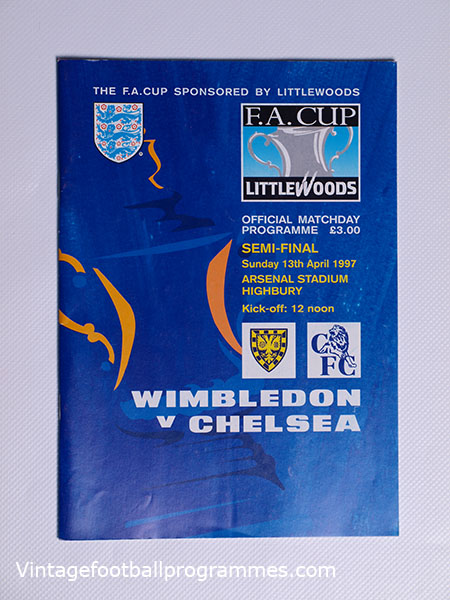 THE F.A.CUP SPONSORED BY LITTLEWOODS
F.A. CUP
LITTLEWOODS
OFFICIAL MATCHDAY
PROGRAMME £3.00
SEMI-FINAL
Sunday 13th April 1997
ARSENAL STADIUM
HIGHBURY
Kick-off: 12 noon
C
FC
WIMBLEDON
V CHELSEA
Vintagefootballprogrammes.com